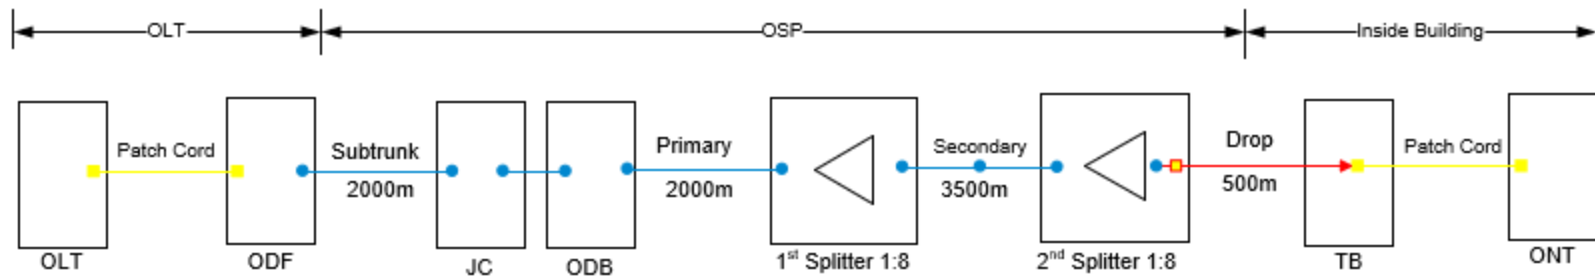 OLT
OSP
Inside Building
Patch Cord
Subtrunk
2000m
Primary
2000m
Secondary
3500m
Drop
500m
Patch Cord
OLT
ODF
JC
ODB
1st Splitter 1:8
2nd Splitter 1:8
TB
ONT